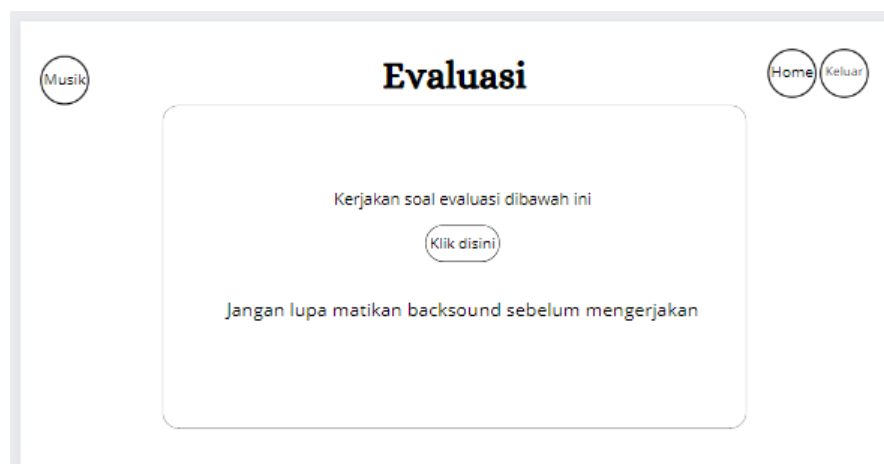 Musik
Evaluasi
Home
Keluar
Kerjakan soal evaluasi dibawah ini
Klik disini
Jangan lupa matikan backsound sebelum mengerjakan